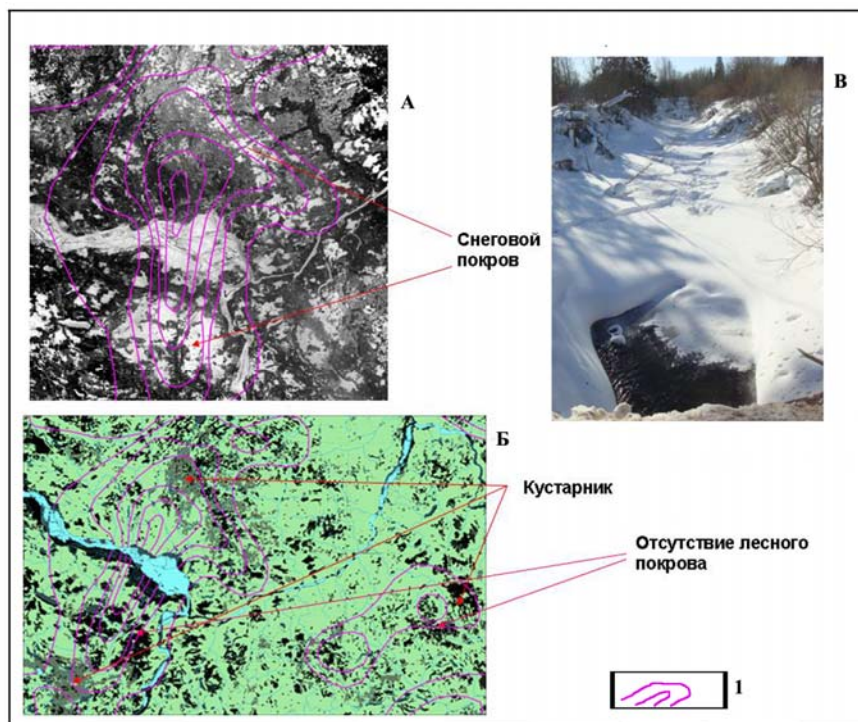 А
В
Снеговой
покров
Б
Кустарник
Отсутствие лесного
покрова
1